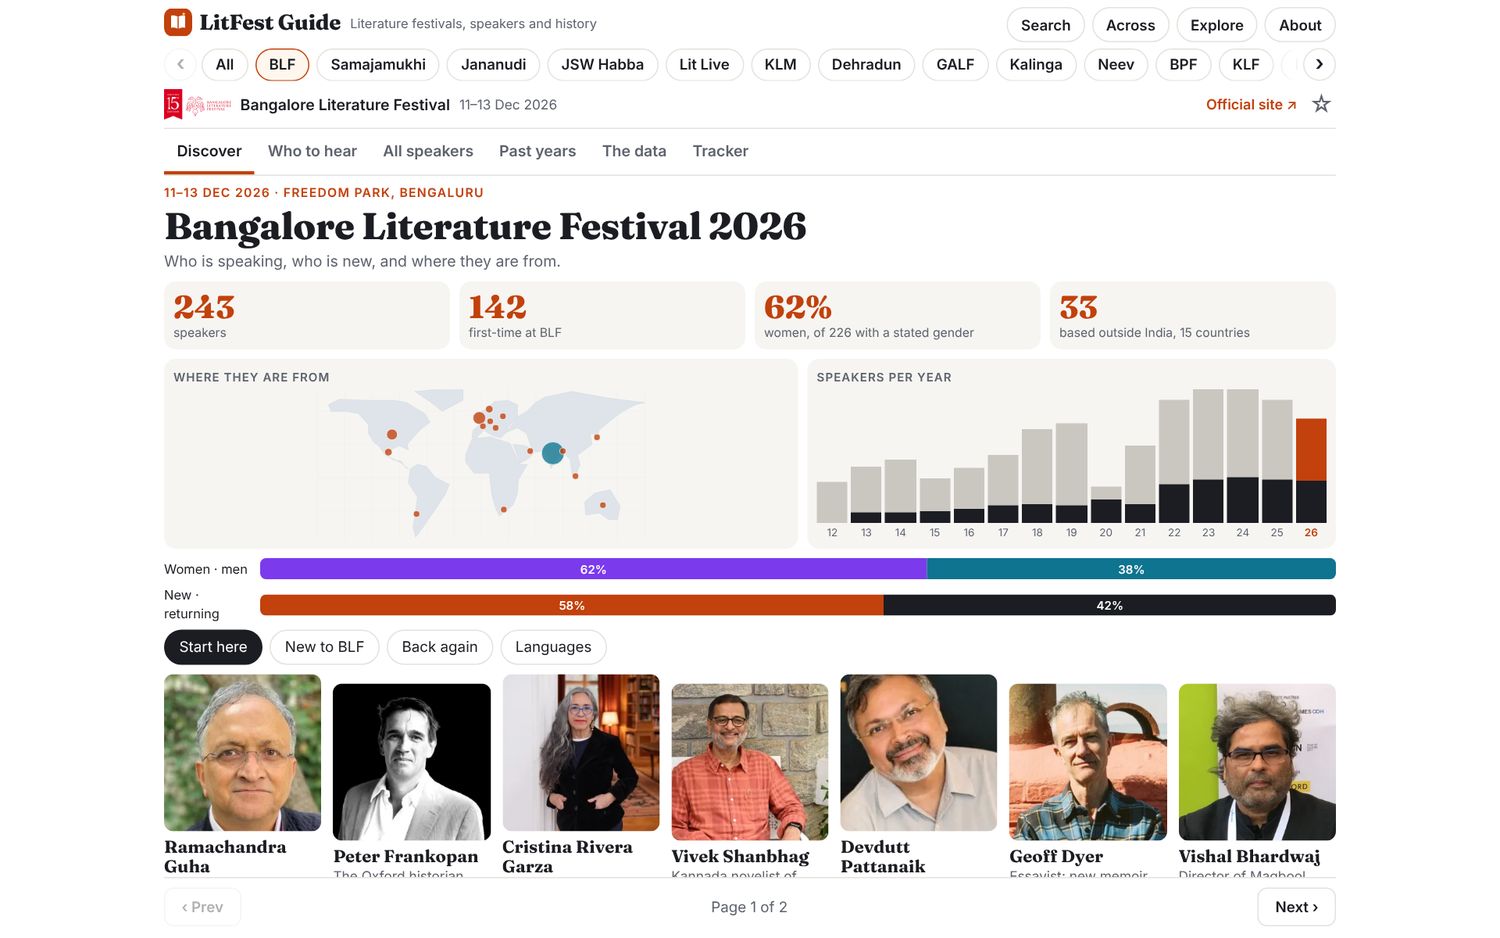 LitFest Guide Literature festivals, speakers and history
Search Across Explore About
‹ All BLF Samajamukhi Jananudi JSW Habba Lit Live KLM Dehradun GALF Kalinga Neev BPF KLF ›
15 Bangalore Literature Festival 11–13 Dec 2026
Official site ↗ ☆
Discover Who to hear All speakers Past years The data Tracker
11–13 DEC 2026 · FREEDOM PARK, BENGALURU
Bangalore Literature Festival 2026
Who is speaking, who is new, and where they are from.
243
speakers
142
first-time at BLF
62%
women, of 226 with a stated gender
33
based outside India, 15 countries
WHERE THEY ARE FROM
SPEAKERS PER YEAR
12 13 14 15 16 17 18 19 20 21 22 23 24 25 26
Women · men 62% 38%
New ·
returning
58% 42%
Start here New to BLF Back again Languages
Ramachandra
Guha
Peter Frankopan
The Oxford historian
Cristina Rivera
Garza
Vivek Shanbhag
Kannada novelist of
Devdutt
Pattanaik
Geoff Dyer
Essayist; new memoir
Vishal Bhardwaj
Director of Maqbool
‹ Prev
Page 1 of 2
Next ›